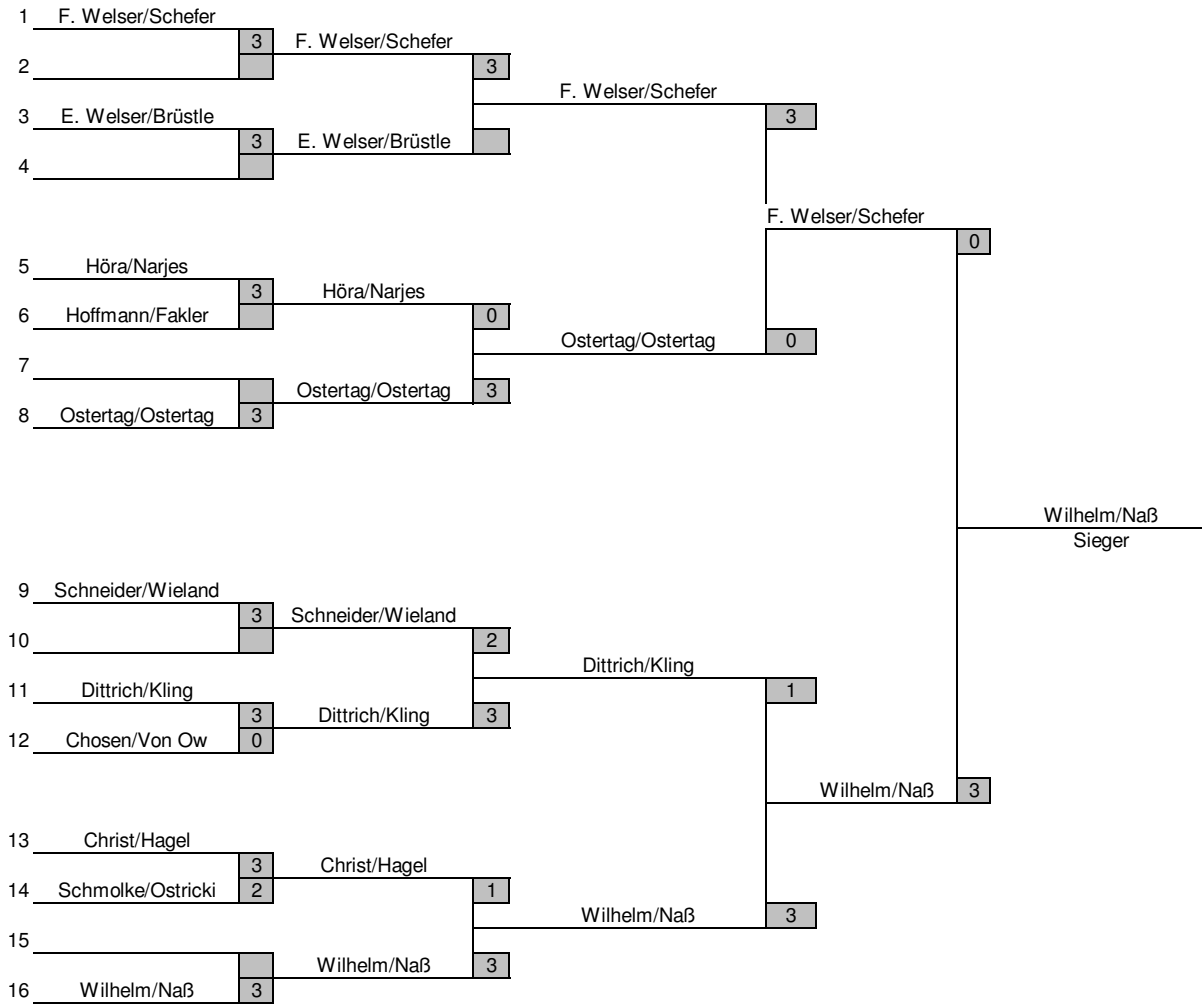 1 F. Welser/Schefer
3 F. Welser/Schefer
2 3
F. Welser/Schefer
3 E. Welser/Brüstle 3
3 E. Welser/Brüstle
4
F. Welser/Schefer
0
5 Höra/Narjes
3 Höra/Narjes
6 Hoffmann/Fakler 0
Ostertag/Ostertag 0
7
Ostertag/Ostertag 3
8 Ostertag/Ostertag 3
Wilhelm/Naß
Sieger
9 Schneider/Wieland
3 Schneider/Wieland
10 2
Dittrich/Kling
11 Dittrich/Kling 1
3 Dittrich/Kling 3
12 Chosen/Von Ow 0
Wilhelm/Naß 3
13 Christ/Hagel
3 Christ/Hagel
14 Schmolke/Ostricki 2 1
Wilhelm/Naß 3
15
Wilhelm/Naß 3
16 Wilhelm/Naß 3